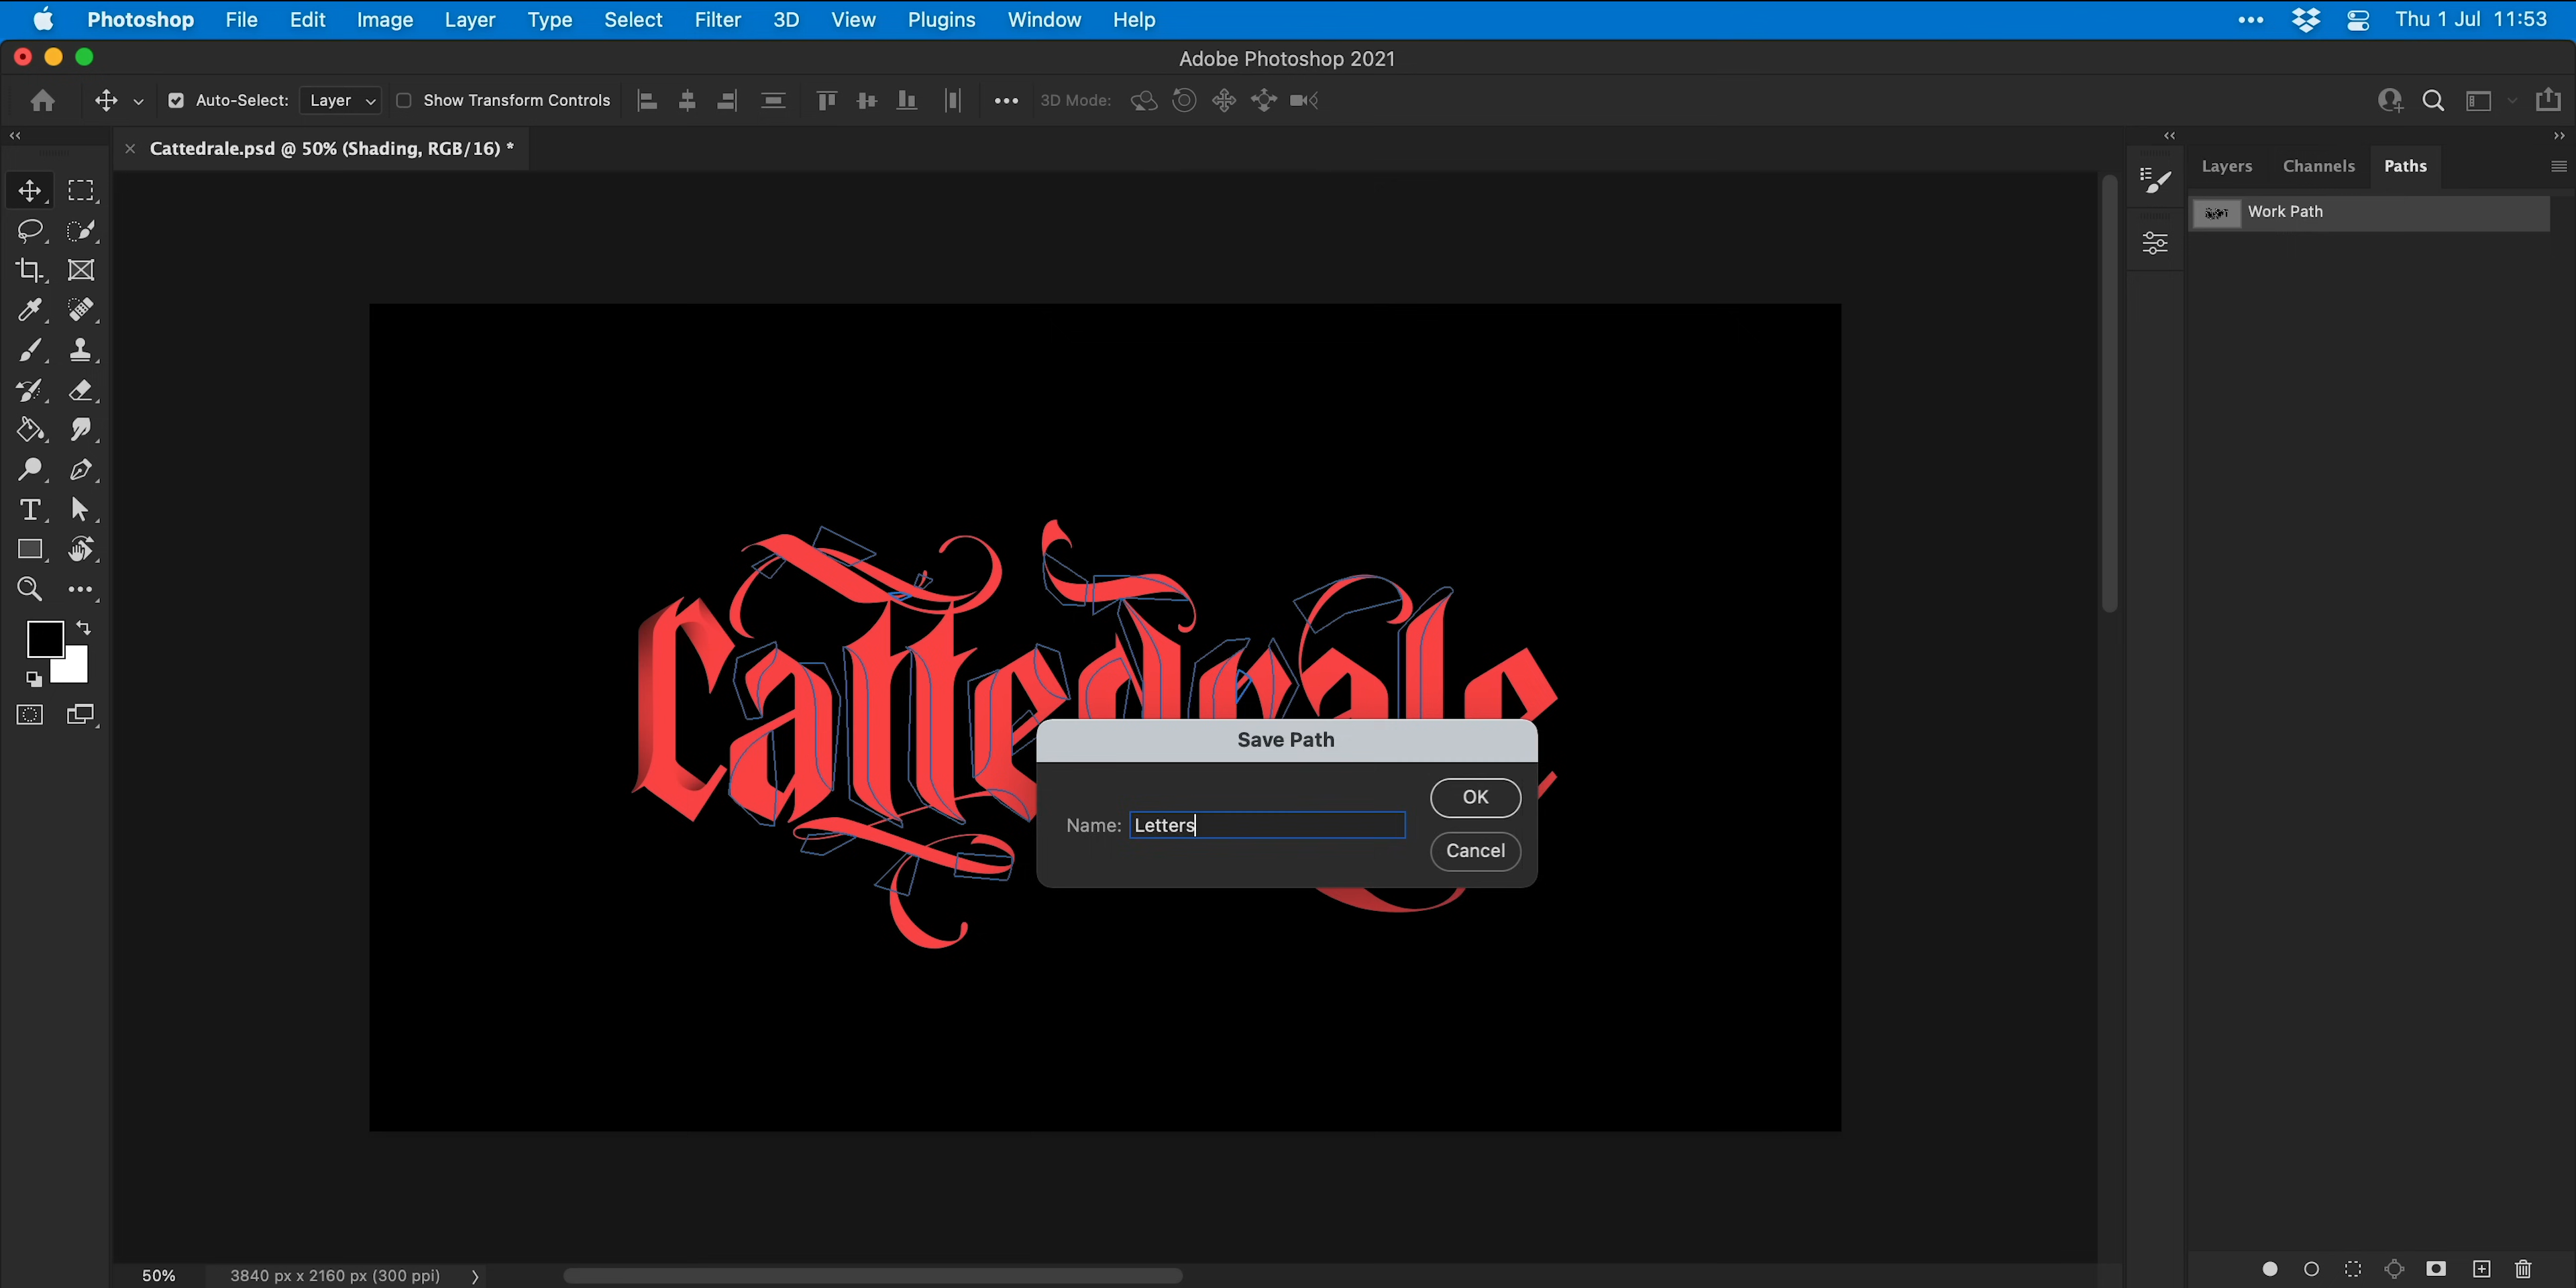 Photoshop File Edit Image Layer Type Select Filter 3D View Plugins Window Help Thu 1 Jul 11:53
Adobe Photoshop 2021
Auto-Select: Layer Show Transform Controls 3D Mode:
Cattedrale.psd @ 50% (Shading, RGB/16) *
Layers Channels Paths
Work Path
Cattedrale
Save Path
OK
Name: Letters
Cancel
50% 3840 px x 2160 px (300 ppi)